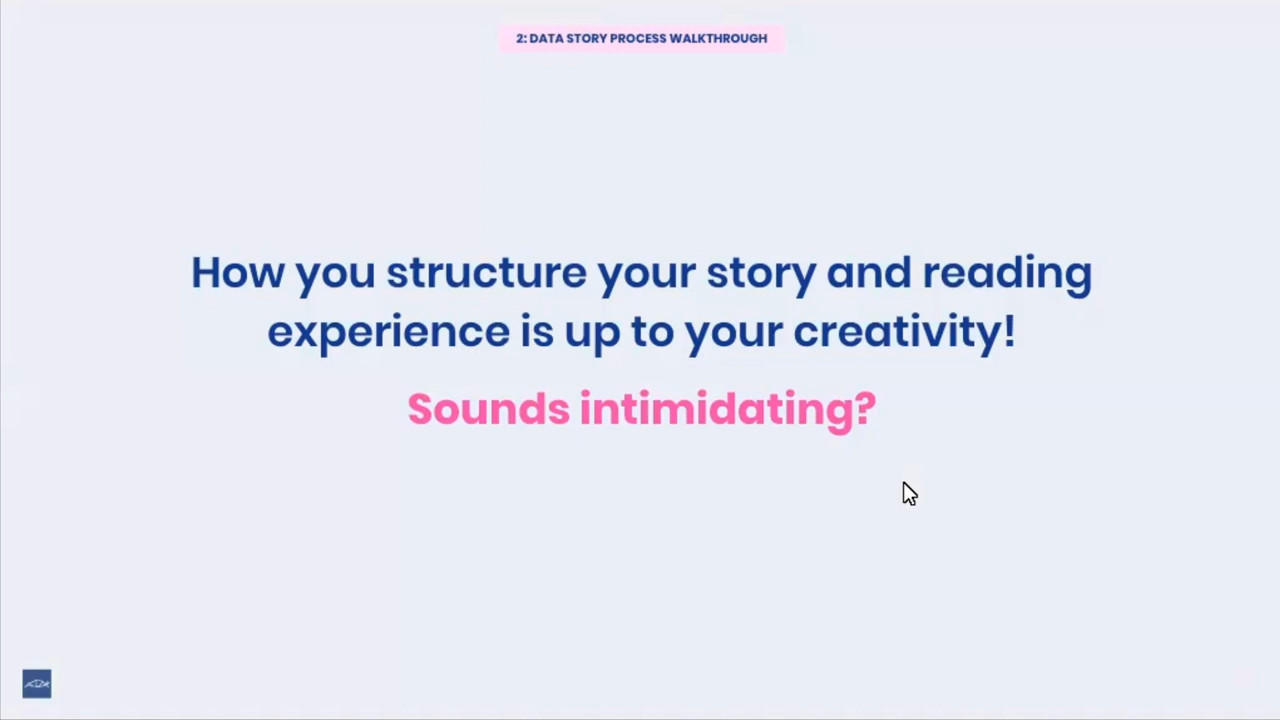 2: DATA STORY PROCESS WALKTHROUGH
How you structure your story and reading
experience is up to your creativity!
Sounds intimidating?